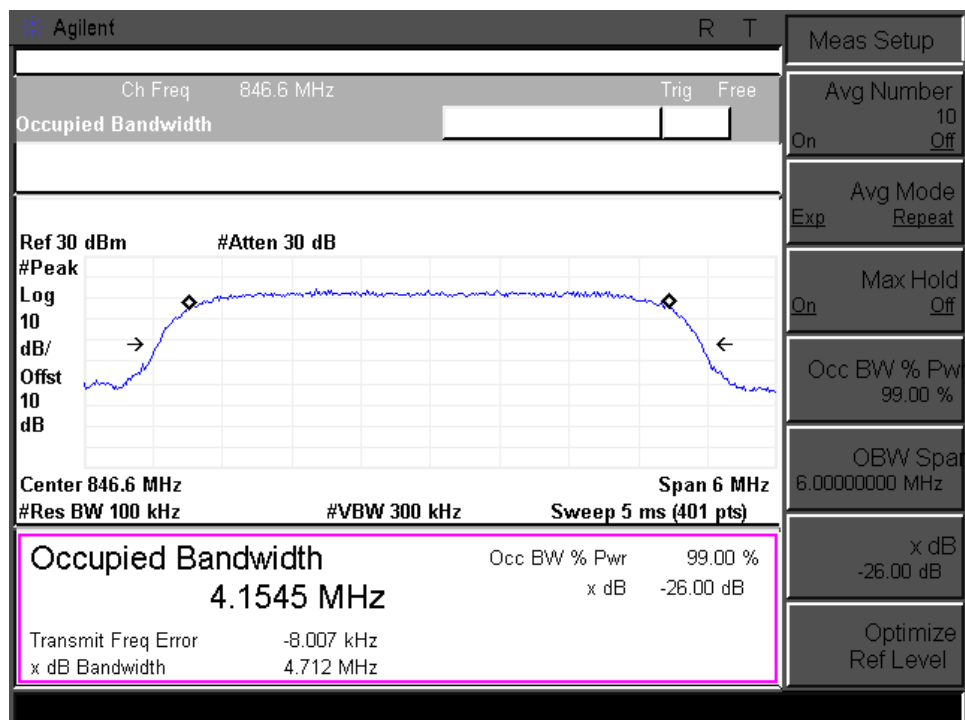 Agilent R T
Meas Setup
Ch Freq 846.6 MHz Trig Free
Occupied Bandwidth
Avg Number
10
On Off
Avg Mode
Exp Repeat
Max Hold
On Off
Occ BW % Pwr
99.00 %
OBW Span
6.00000000 MHz
x dB
-26.00 dB
Optimize
Ref Level
Ref 30 dBm #Atten 30 dB
#Peak
Log
10
dB/
Offst
10
dB
Center 846.6 MHz Span 6 MHz
#Res BW 100 kHz #VBW 300 kHz Sweep 5 ms (401 pts)
Occupied Bandwidth
4.1545 MHz
Occ BW % Pwr 99.00 %
x dB -26.00 dB
Transmit Freq Error -8.007 kHz
x dB Bandwidth 4.712 MHz